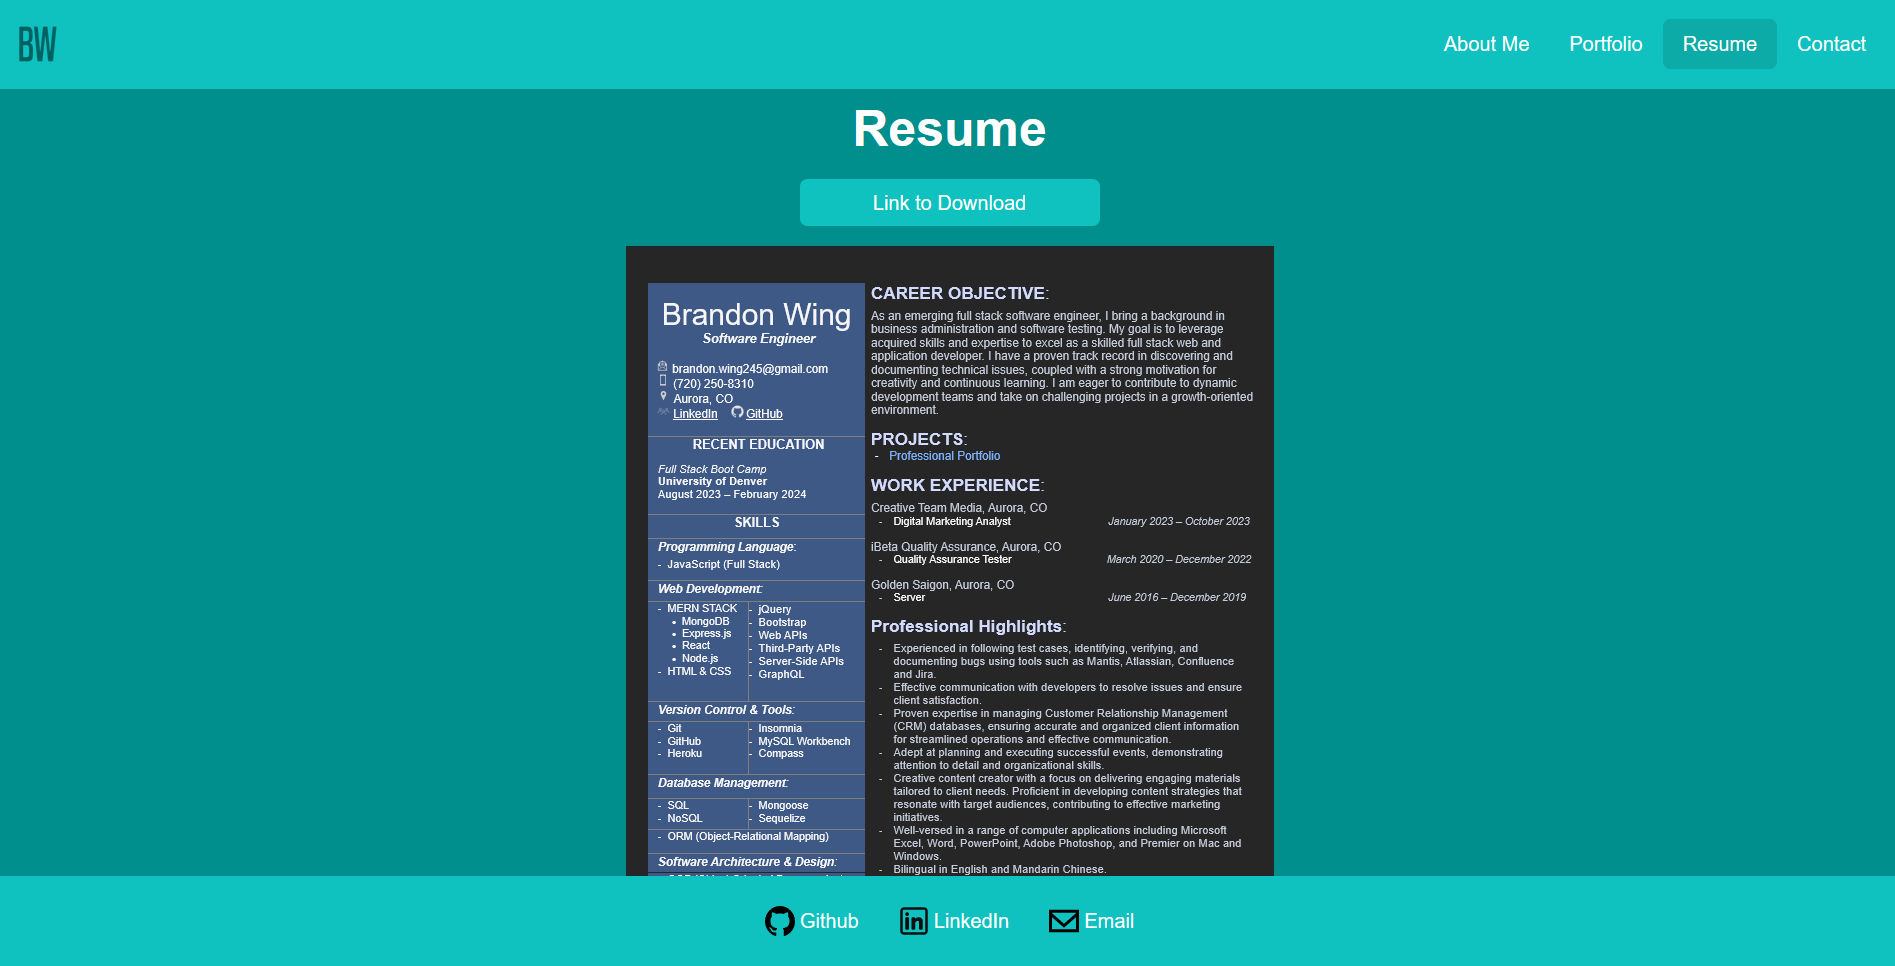 BW
About Me
Portfolio
Resume
Contact
Resume
Link to Download
Brandon Wing
Software Engineer
brandon.wing245@gmail.com
(720) 250-8310
Aurora, CO
LinkedIn GitHub
RECENT EDUCATION
Full Stack Boot Camp
University of Denver
August 2023 – February 2024
SKILLS
Programming Language:
- JavaScript (Full Stack)
Web Development:
- MERN STACK
• MongoDB
• Express.js
• React
• Node.js
- HTML & CSS
- jQuery
- Bootstrap
- Web APIs
- Third-Party APIs
- Server-Side APIs
- GraphQL
Version Control & Tools:
- Git
- GitHub
- Heroku
- Insomnia
- MySQL Workbench
- Compass
Database Management:
- SQL
- NoSQL
- Mongoose
- Sequelize
- ORM (Object-Relational Mapping)
Software Architecture & Design:
CAREER OBJECTIVE:
As an emerging full stack software engineer, I bring a background in
business administration and software testing. My goal is to leverage
acquired skills and expertise to excel as a skilled full stack web and
application developer. I have a proven track record in discovering and
documenting technical issues, coupled with a strong motivation for
creativity and continuous learning. I am eager to contribute to dynamic
development teams and take on challenging projects in a growth-oriented
environment.
PROJECTS:
- Professional Portfolio
WORK EXPERIENCE:
Creative Team Media, Aurora, CO
- Digital Marketing Analyst January 2023 – October 2023
iBeta Quality Assurance, Aurora, CO
- Quality Assurance Tester March 2020 – December 2022
Golden Saigon, Aurora, CO
- Server June 2016 – December 2019
Professional Highlights:
- Experienced in following test cases, identifying, verifying, and
documenting bugs using tools such as Mantis, Atlassian, Confluence
and Jira.
- Effective communication with developers to resolve issues and ensure
client satisfaction.
- Proven expertise in managing Customer Relationship Management
(CRM) databases, ensuring accurate and organized client information
for streamlined operations and effective communication.
- Adept at planning and executing successful events, demonstrating
attention to detail and organizational skills.
- Creative content creator with a focus on delivering engaging materials
tailored to client needs. Proficient in developing content strategies that
resonate with target audiences, contributing to effective marketing
initiatives.
- Well-versed in a range of computer applications including Microsoft
Excel, Word, PowerPoint, Adobe Photoshop, and Premier on Mac and
Windows.
- Bilingual in English and Mandarin Chinese.
Github
LinkedIn
Email